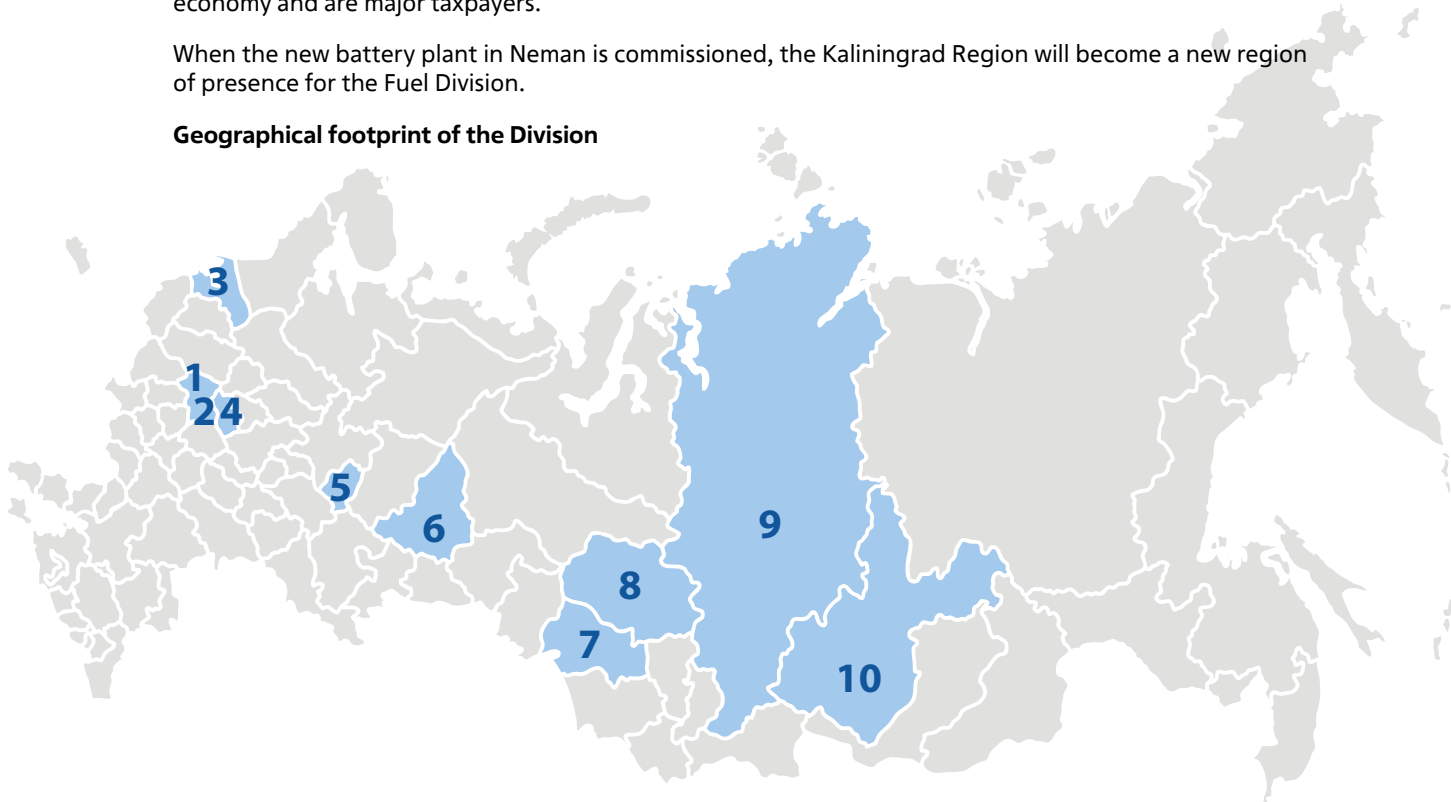 economy and are major taxpayers.
When the new battery plant in Neman is commissioned, the Kaliningrad Region will become a new region
of presence for the Fuel Division.
Geographical footprint of the Division
3
1
2 4
5
6
9
8
7
10